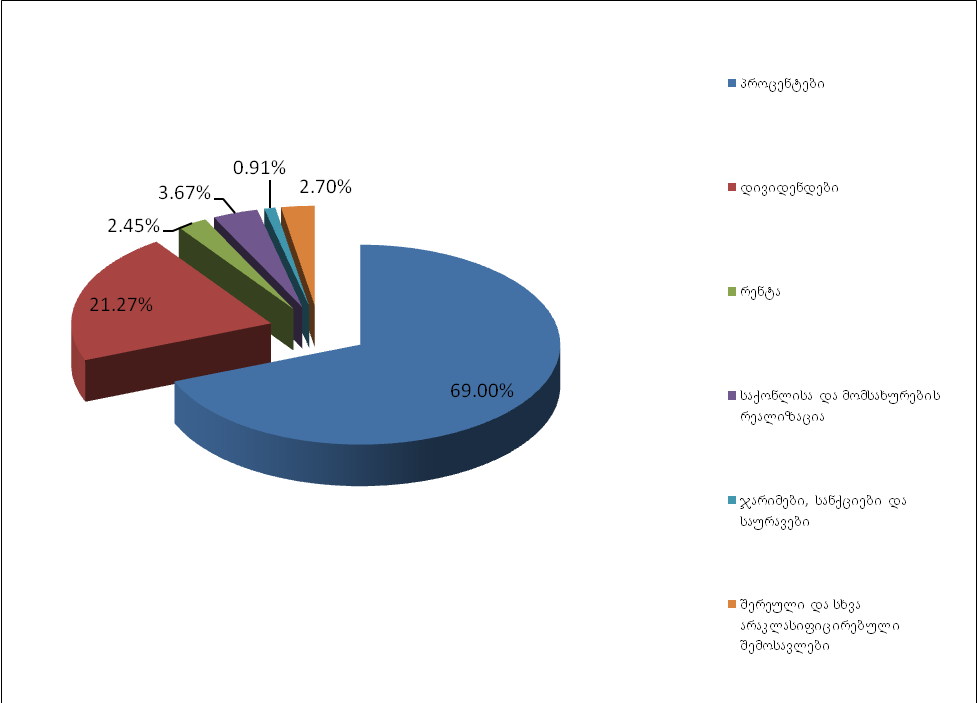 0.91%
3.67%
2.70%
2.45%
21.27%
69.00%
პროცენტები
დივიდენდები
რენტა
საქონლისა და მომსახურების
რეალიზაცია
ჯარიმები, სანქციები და
საურავები
შერეული და სხვა
არაკლასიფიცირებული
შემოსავლები